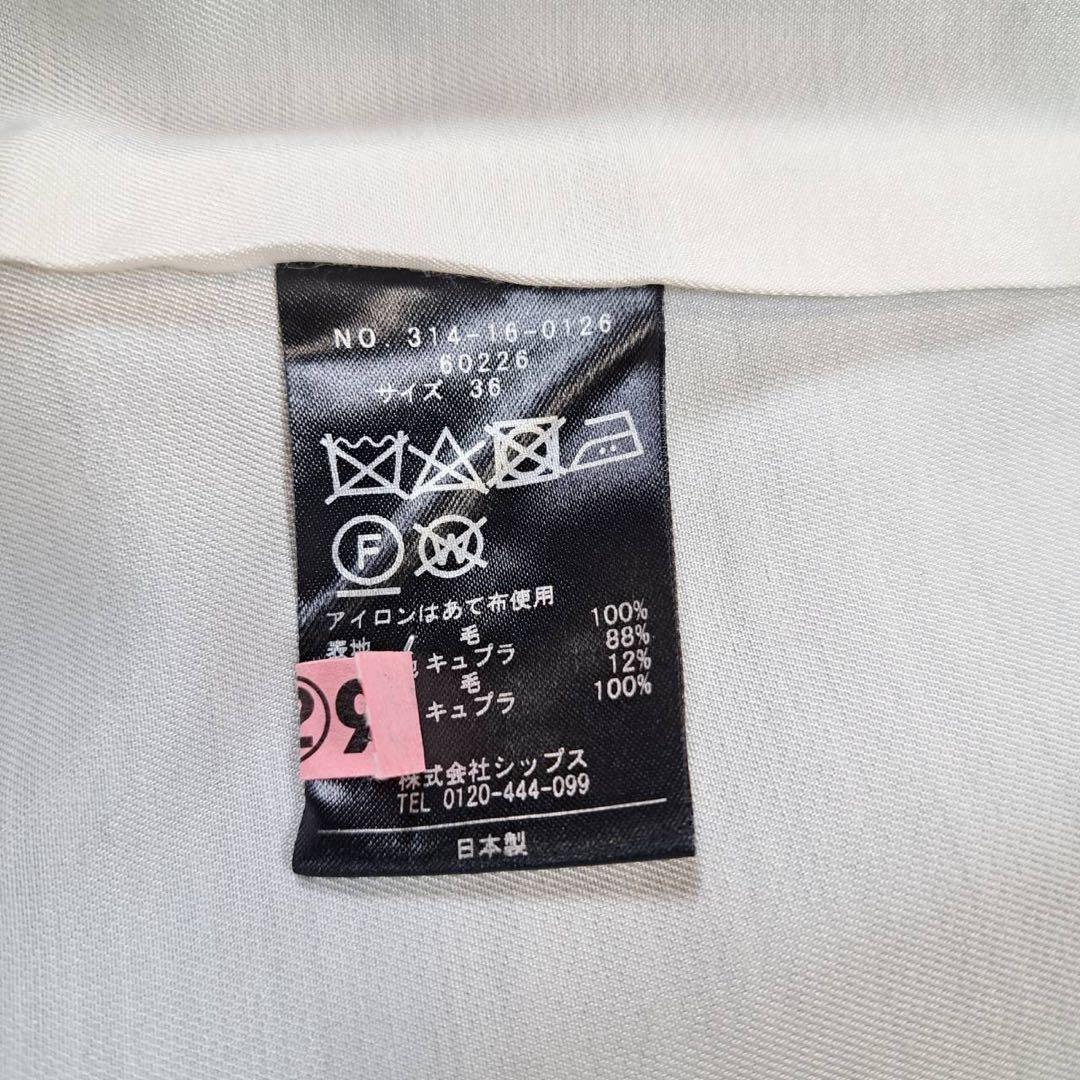 NO. 314-16-0126
60226
サイズ 36
F W
アイロンはあて布使用
表地 毛 100%
キュプラ 88%
毛 12%
キュプラ 100%
株式会社シップス
TEL 0120-444-099
日本製
29